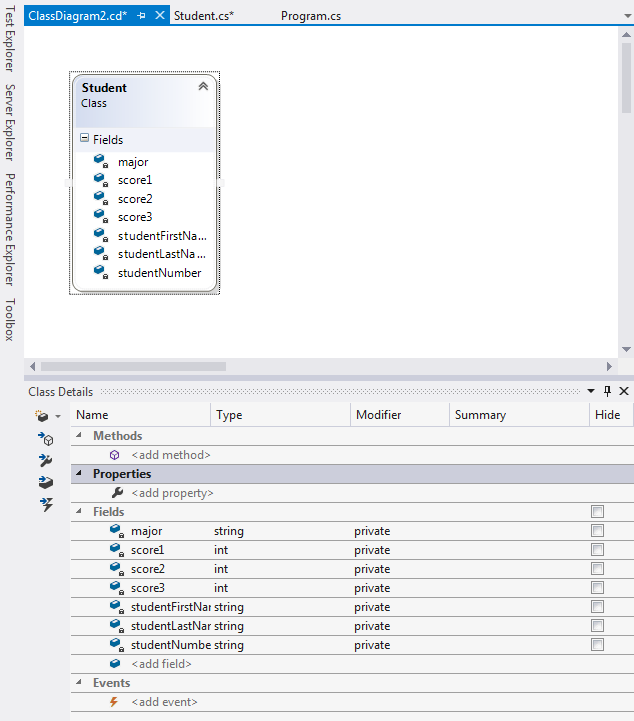 ClassDiagram2.cd* Student.cs* Program.cs
Test Explorer
Server Explorer
Performance Explorer
Toolbox
Student
Class
Fields
major
score1
score2
score3
studentFirstNa...
studentLastNa...
studentNumber
Class Details
Name Type Modifier Summary Hide
Methods
<add method>
Properties
<add property>
Fields
major string private
score1 int private
score2 int private
score3 int private
studentFirstNar string private
studentLastNar string private
studentNumbe string private
<add field>
Events
<add event>